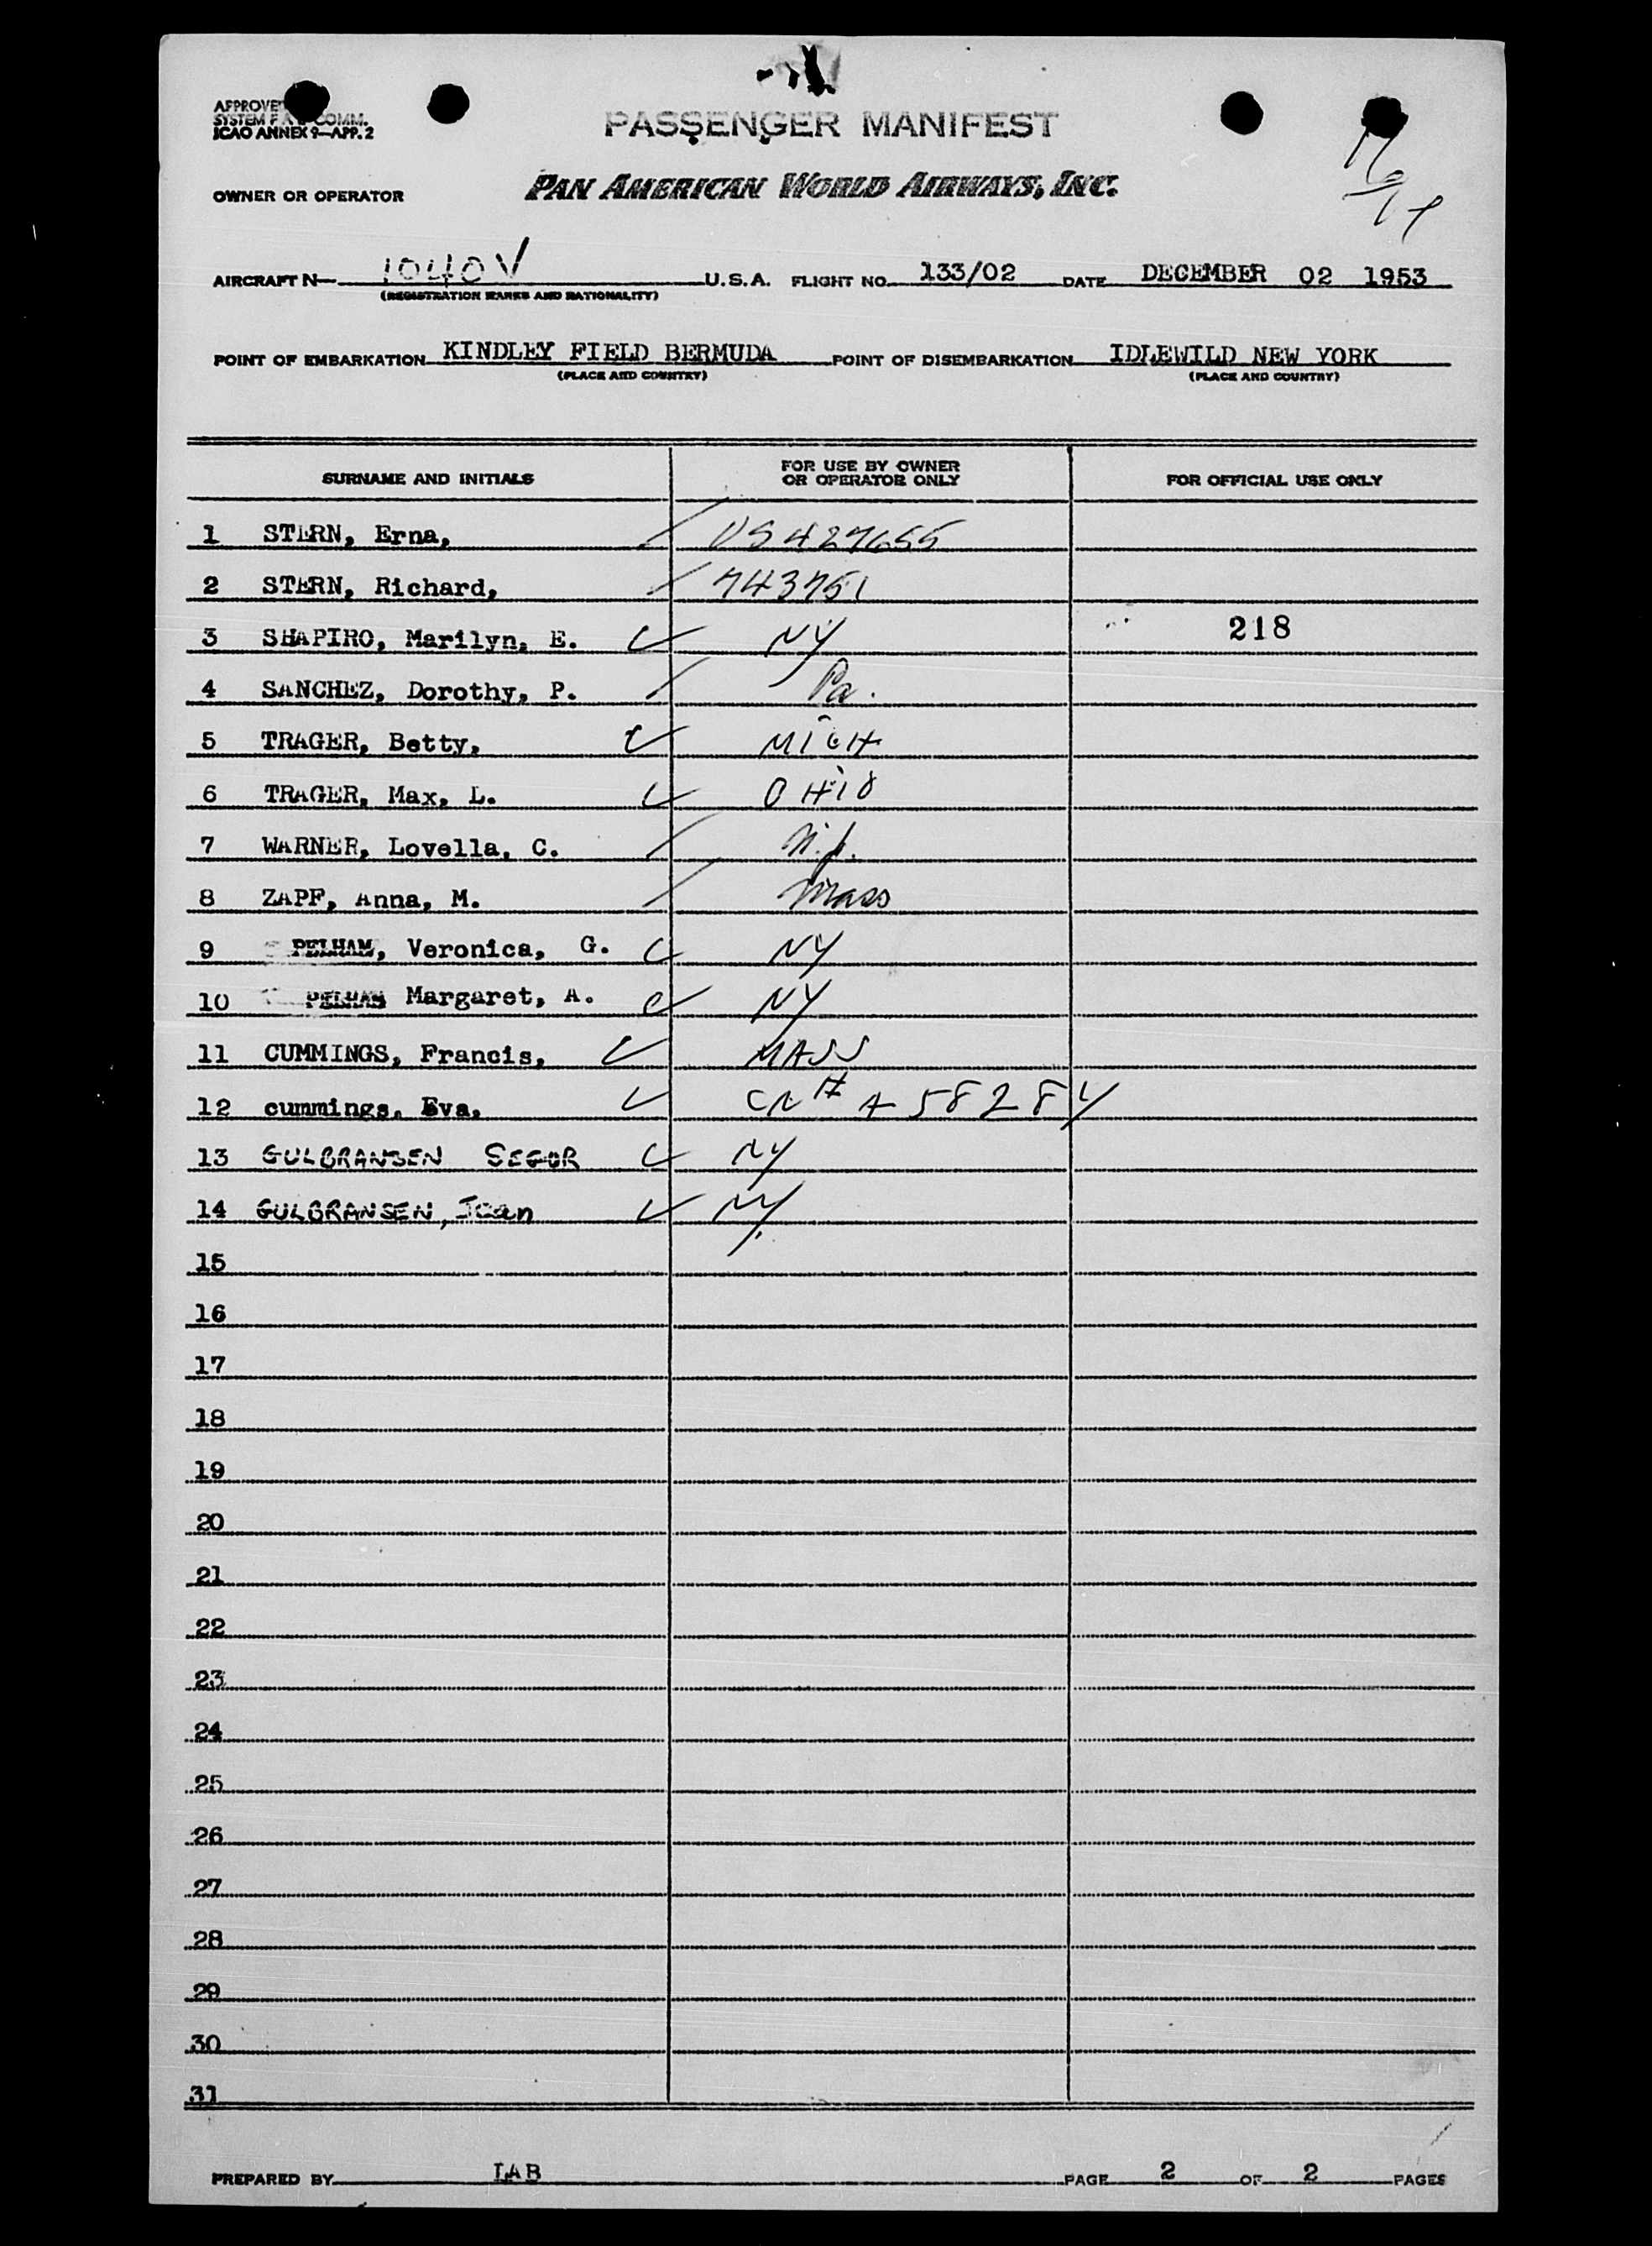 PASSENGER MANIFEST
SYSTEM COMM.
ICAO ANNEX 9—APP. 2
OWNER OR OPERATOR PAN AMERICAN WORLD AIRWAYS, INC.
AIRCRAFT N— 1040V U.S.A. FLIGHT NO. 133/02 DATE DECEMBER 02 1953
(REGISTRATION MARKS AND NATIONALITY)
POINT OF EMBARKATION KINDLEY FIELD BERMUDA POINT OF DISEMBARKATION IDLEWILD NEW YORK
(PLACE AND COUNTRY) (PLACE AND COUNTRY)
SURNAME AND INITIALS FOR USE BY OWNER OR OPERATOR ONLY FOR OFFICIAL USE ONLY
1 STERN, Erna, US427655
2 STERN, Richard, 743751
3 SHAPIRO, Marilyn, E. NY 218
4 SANCHEZ, Dorothy, P. Pa.
5 TRAGER, Betty, MICH
6 TRAGER, Max, L. OHIO
7 WARNER, Lovella, C. N.J.
8 ZAPF, Anna, M. Mass
9 PELHAM, Veronica, G. NY
10 PELHAM Margaret, A. NY
11 CUMMINGS, Francis, MASS
12 cummings, Eva, CN# A58284
13 GULBRANSEN SEGOR NY
14 GULBRANSEN, Joan NY
15
16
17
18
19
20
21
22
23
24
25
26
27
28
29
30
31
PREPARED BY LAB PAGE 2 OF 2 PAGES